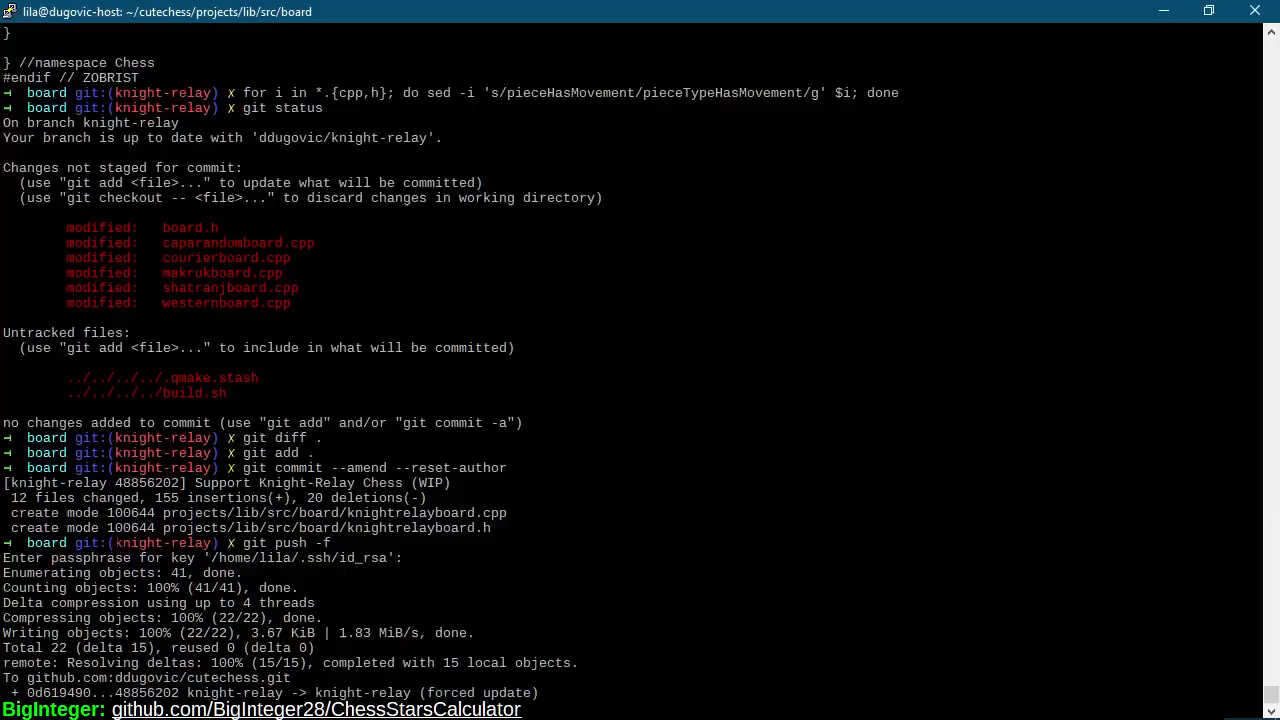 lila@dugovic-host: ~/cutechess/projects/lib/src/board
}
} //namespace Chess
#endif // ZOBRIST
board git:(knight-relay) ✗ for i in *.{cpp,h}; do sed -i 's/pieceHasMovement/pieceTypeHasMovement/g' $i; done
board git:(knight-relay) ✗ git status
On branch knight-relay
Your branch is up to date with 'ddugovic/knight-relay'.
Changes not staged for commit:
(use "git add <file>..." to update what will be committed)
(use "git checkout -- <file>..." to discard changes in working directory)
modified: board.h
modified: caparandomboard.cpp
modified: courierboard.cpp
modified: makrukboard.cpp
modified: shatranjboard.cpp
modified: westernboard.cpp
Untracked files:
(use "git add <file>..." to include in what will be committed)
../../../../.qmake.stash
../../../../build.sh
no changes added to commit (use "git add" and/or "git commit -a")
board git:(knight-relay) ✗ git diff .
board git:(knight-relay) ✗ git add .
board git:(knight-relay) ✗ git commit --amend --reset-author
[knight-relay 48856202] Support Knight-Relay Chess (WIP)
12 files changed, 155 insertions(+), 20 deletions(-)
create mode 100644 projects/lib/src/board/knightrelayboard.cpp
create mode 100644 projects/lib/src/board/knightrelayboard.h
board git:(knight-relay) ✗ git push -f
Enter passphrase for key '/home/lila/.ssh/id_rsa':
Enumerating objects: 41, done.
Counting objects: 100% (41/41), done.
Delta compression using up to 4 threads
Compressing objects: 100% (22/22), done.
Writing objects: 100% (22/22), 3.67 KiB | 1.83 MiB/s, done.
Total 22 (delta 15), reused 0 (delta 0)
remote: Resolving deltas: 100% (15/15), completed with 15 local objects.
To github.com:ddugovic/cutechess.git
+ 0d619490...48856202 knight-relay -> knight-relay (forced update)
BigInteger: github.com/BigInteger28/ChessStarsCalculator